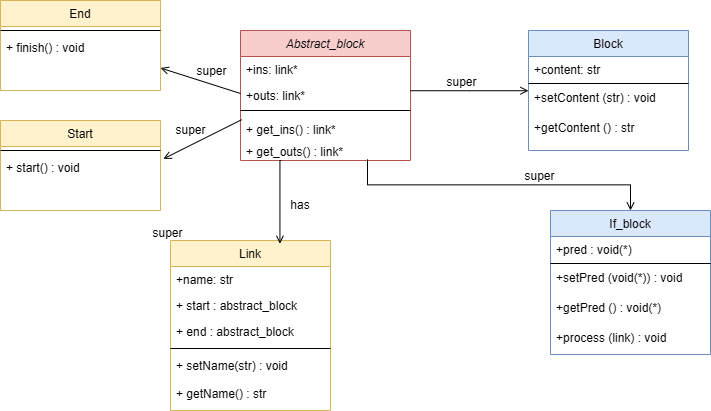 End
+ finish() : void
super
Abstract_block
+ins: link*
+outs: link*
+ get_ins() : link*
+ get_outs() : link*
super
Block
+content: str
+setContent (str) : void
+getContent () : str
Start
+ start() : void
super
has
super
super
Link
+name: str
+ start : abstract_block
+ end : abstract_block
+ setName(str) : void
+ getName() : str
If_block
+pred : void(*)
+setPred (void(*)) : void
+getPred () : void(*)
+process (link) : void